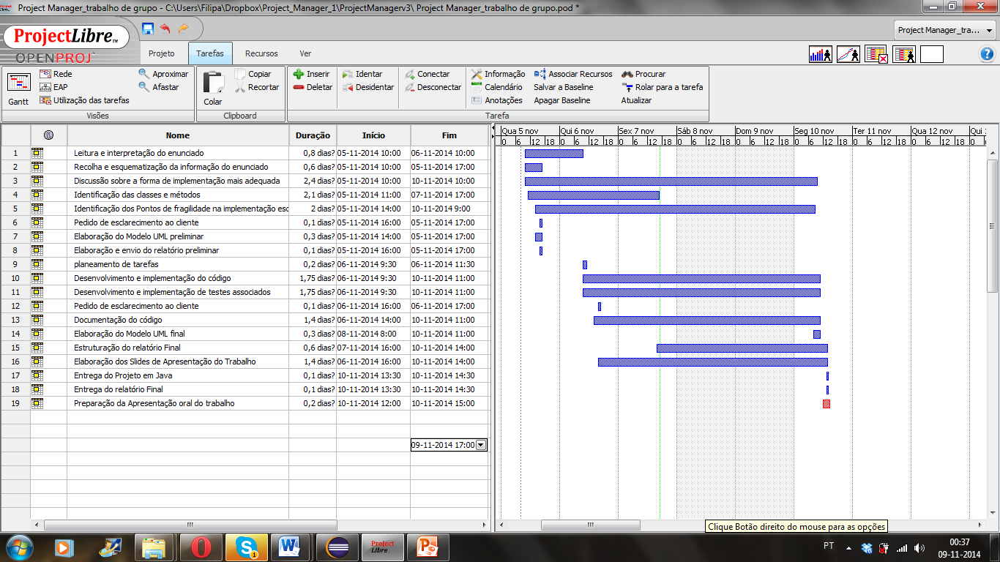 Project Manager_trabalho de grupo - C:\Users\Filipa\Dropbox\Project_Manager_1\ProjectManagerv3\ Project Manager_trabalho de grupo.pod *
ProjectLibre™
OPENPROJ
Project Manager_tra...
Projeto Tarefas Recursos Ver
Rede Aproximar Copiar Inserir Identar Conectar Informação Associar Recursos Procurar
EAP Afastar Recortar Deletar Desidentar Desconectar Calendário Salvar a Baseline Rolar para a tarefa
Gantt Utilização das tarefas Colar Anotações Apagar Baseline Atualizar
Visões Clipboard Tarefa
Nome Duração Início Fim
Qua 5 nov Qui 6 nov Sex 7 nov Sáb 8 nov Dom 9 nov Seg 10 nov Ter 11 nov Qua 12 nov Qui 1
0 6 12 18 0 6 12 18 0 6 12 18 0 6 12 18 0 6 12 18 0 6 12 18 0 6 12 18 0 6 12 18 0
1 Leitura e interpretação do enunciado 0,8 dias? 05-11-2014 10:00 06-11-2014 10:00
2 Recolha e esquematização da informação do enunciado 0,6 dias? 05-11-2014 10:00 05-11-2014 17:00
3 Discussão sobre a forma de implementação mais adequada 2,4 dias? 05-11-2014 10:00 10-11-2014 10:00
4 Identificação das classes e métodos 2,1 dias? 05-11-2014 11:00 07-11-2014 17:00
5 Identificação dos Pontos de fragilidade na implementação esc 2 dias? 05-11-2014 14:00 10-11-2014 9:00
6 Pedido de esclarecimento ao cliente 0,1 dias? 05-11-2014 16:00 05-11-2014 17:00
7 Elaboração do Modelo UML preliminar 0,3 dias? 05-11-2014 14:00 05-11-2014 17:00
8 Elaboração e envio do relatório preliminar 0,1 dias? 05-11-2014 16:00 05-11-2014 17:00
9 planeamento de tarefas 0,2 dias? 06-11-2014 9:30 06-11-2014 11:30
10 Desenvolvimento e implementação do código 1,75 dias? 06-11-2014 9:30 10-11-2014 11:00
11 Desenvolvimento e implementação de testes associados 1,75 dias? 06-11-2014 9:30 10-11-2014 11:00
12 Pedido de esclarecimento ao cliente 0,1 dias? 06-11-2014 16:00 06-11-2014 17:00
13 Documentação do código 1,4 dias? 06-11-2014 14:00 10-11-2014 11:00
14 Elaboração do Modelo UML final 0,3 dias? 08-11-2014 8:00 10-11-2014 11:00
15 Estruturação do relatório Final 0,6 dias? 07-11-2014 16:00 10-11-2014 14:00
16 Elaboração dos Slides de Apresentação do Trabalho 1,4 dias? 06-11-2014 16:00 10-11-2014 14:00
17 Entrega do Projeto em Java 0,1 dias? 10-11-2014 13:30 10-11-2014 14:30
18 Entrega do relatório Final 0,1 dias? 10-11-2014 13:30 10-11-2014 14:30
19 Preparação da Apresentação oral do trabalho 0,2 dias? 10-11-2014 12:00 10-11-2014 15:00
09-11-2014 17:00
Clique Botão direito do mouse para as opções
Project
Libre
PT
00:37
09-11-2014